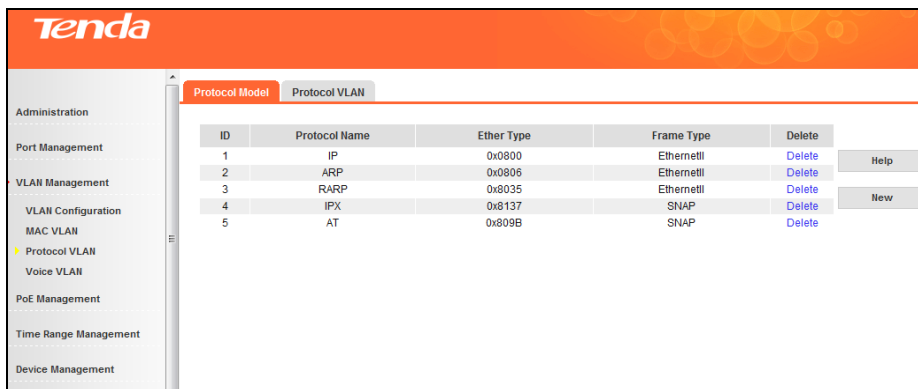 Tenda
Administration
Port Management
VLAN Management
VLAN Configuration
MAC VLAN
Protocol VLAN
Voice VLAN
PoE Management
Time Range Management
Device Management
Protocol Model Protocol VLAN
ID Protocol Name Ether Type Frame Type Delete
1 IP 0x0800 EthernetII Delete
2 ARP 0x0806 EthernetII Delete
3 RARP 0x8035 EthernetII Delete
4 IPX 0x8137 SNAP Delete
5 AT 0x809B SNAP Delete
Help
New